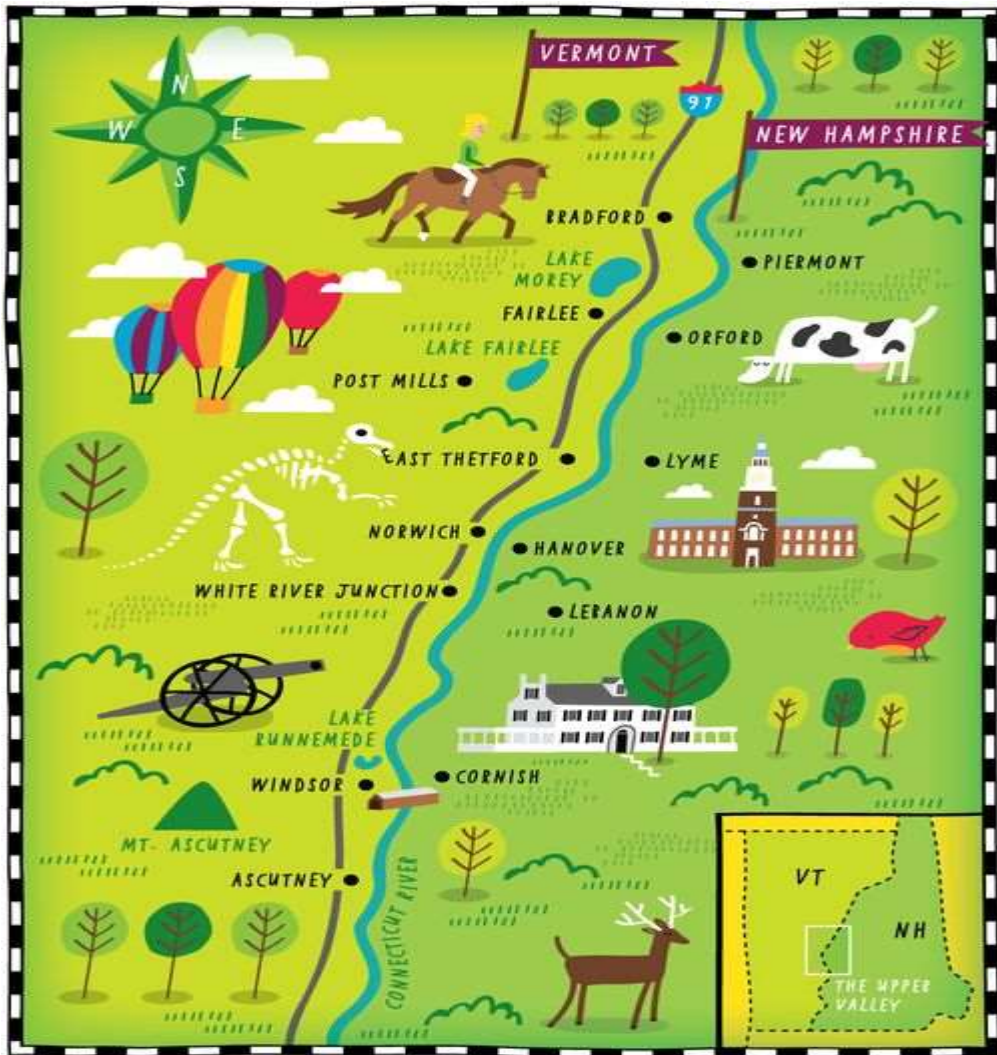 N
W E
S
VERMONT
91
NEW HAMPSHIRE
BRADFORD
LAKE
MOREY
PIERMONT
FAIRLEE
ORFORD
LAKE FAIRLEE
POST MILLS
EAST THETFORD
LYME
NORWICH
HANOVER
WHITE RIVER JUNCTION
LEBANON
LAKE
RUNNEMEDE
WINDSOR
CORNISH
MT. ASCUTNEY
ASCUTNEY
CONNECTICUT RIVER
VT
NH
THE UPPER
VALLEY